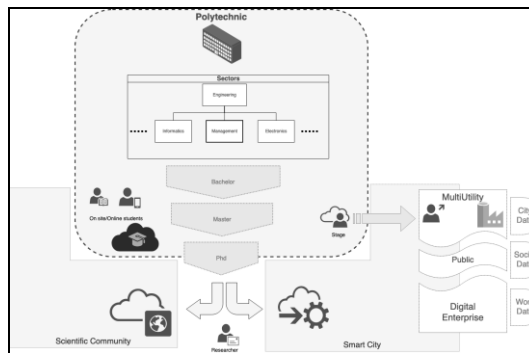 Polytechnic
Sectors
Engineering
Informatics
Management
Electronics
Bachelor
Master
Phd
On site/Online students
Stage
MultiUtility
Public
Digital
Enterprise
City
Data
Data
Data
Scientific Community
Researcher
Smart City